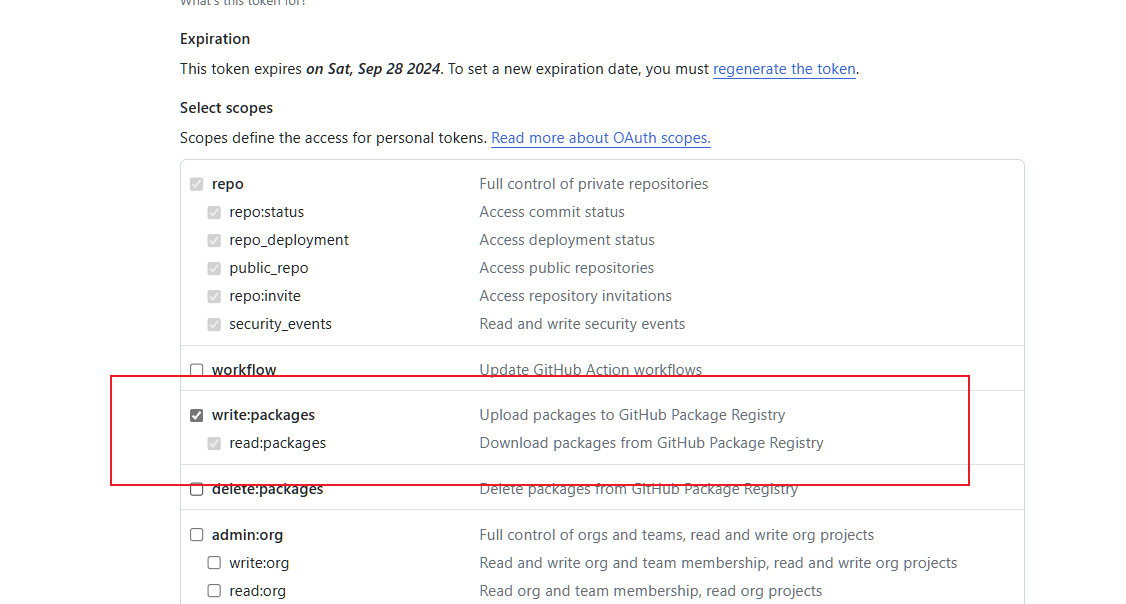 What's this token for?
Expiration
This token expires on Sat, Sep 28 2024. To set a new expiration date, you must regenerate the token.
Select scopes
Scopes define the access for personal tokens. Read more about OAuth scopes.
repo Full control of private repositories
repo:status Access commit status
repo_deployment Access deployment status
public_repo Access public repositories
repo:invite Access repository invitations
security_events Read and write security events
workflow Update GitHub Action workflows
write:packages Upload packages to GitHub Package Registry
read:packages Download packages from GitHub Package Registry
delete:packages Delete packages from GitHub Package Registry
admin:org Full control of orgs and teams, read and write org projects
write:org Read and write org and team membership, read and write org projects
read:org Read org and team membership, read org projects